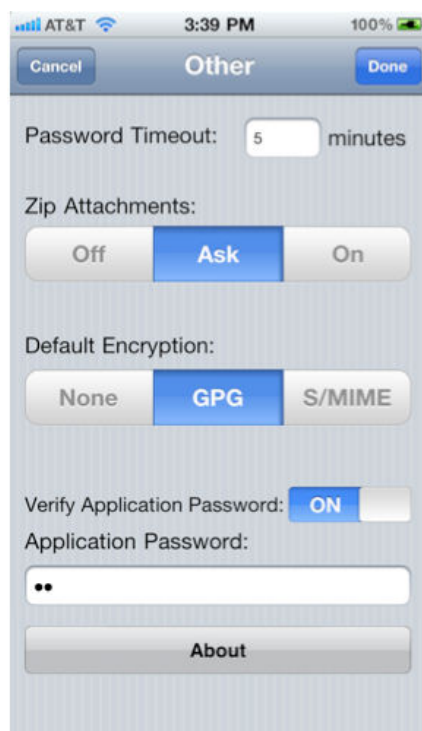 AT&T 3:39 PM 100%
Cancel Other Done
Password Timeout: 5 minutes
Zip Attachments:
Off Ask On
Default Encryption:
None GPG S/MIME
Verify Application Password: ON
Application Password:
••
About